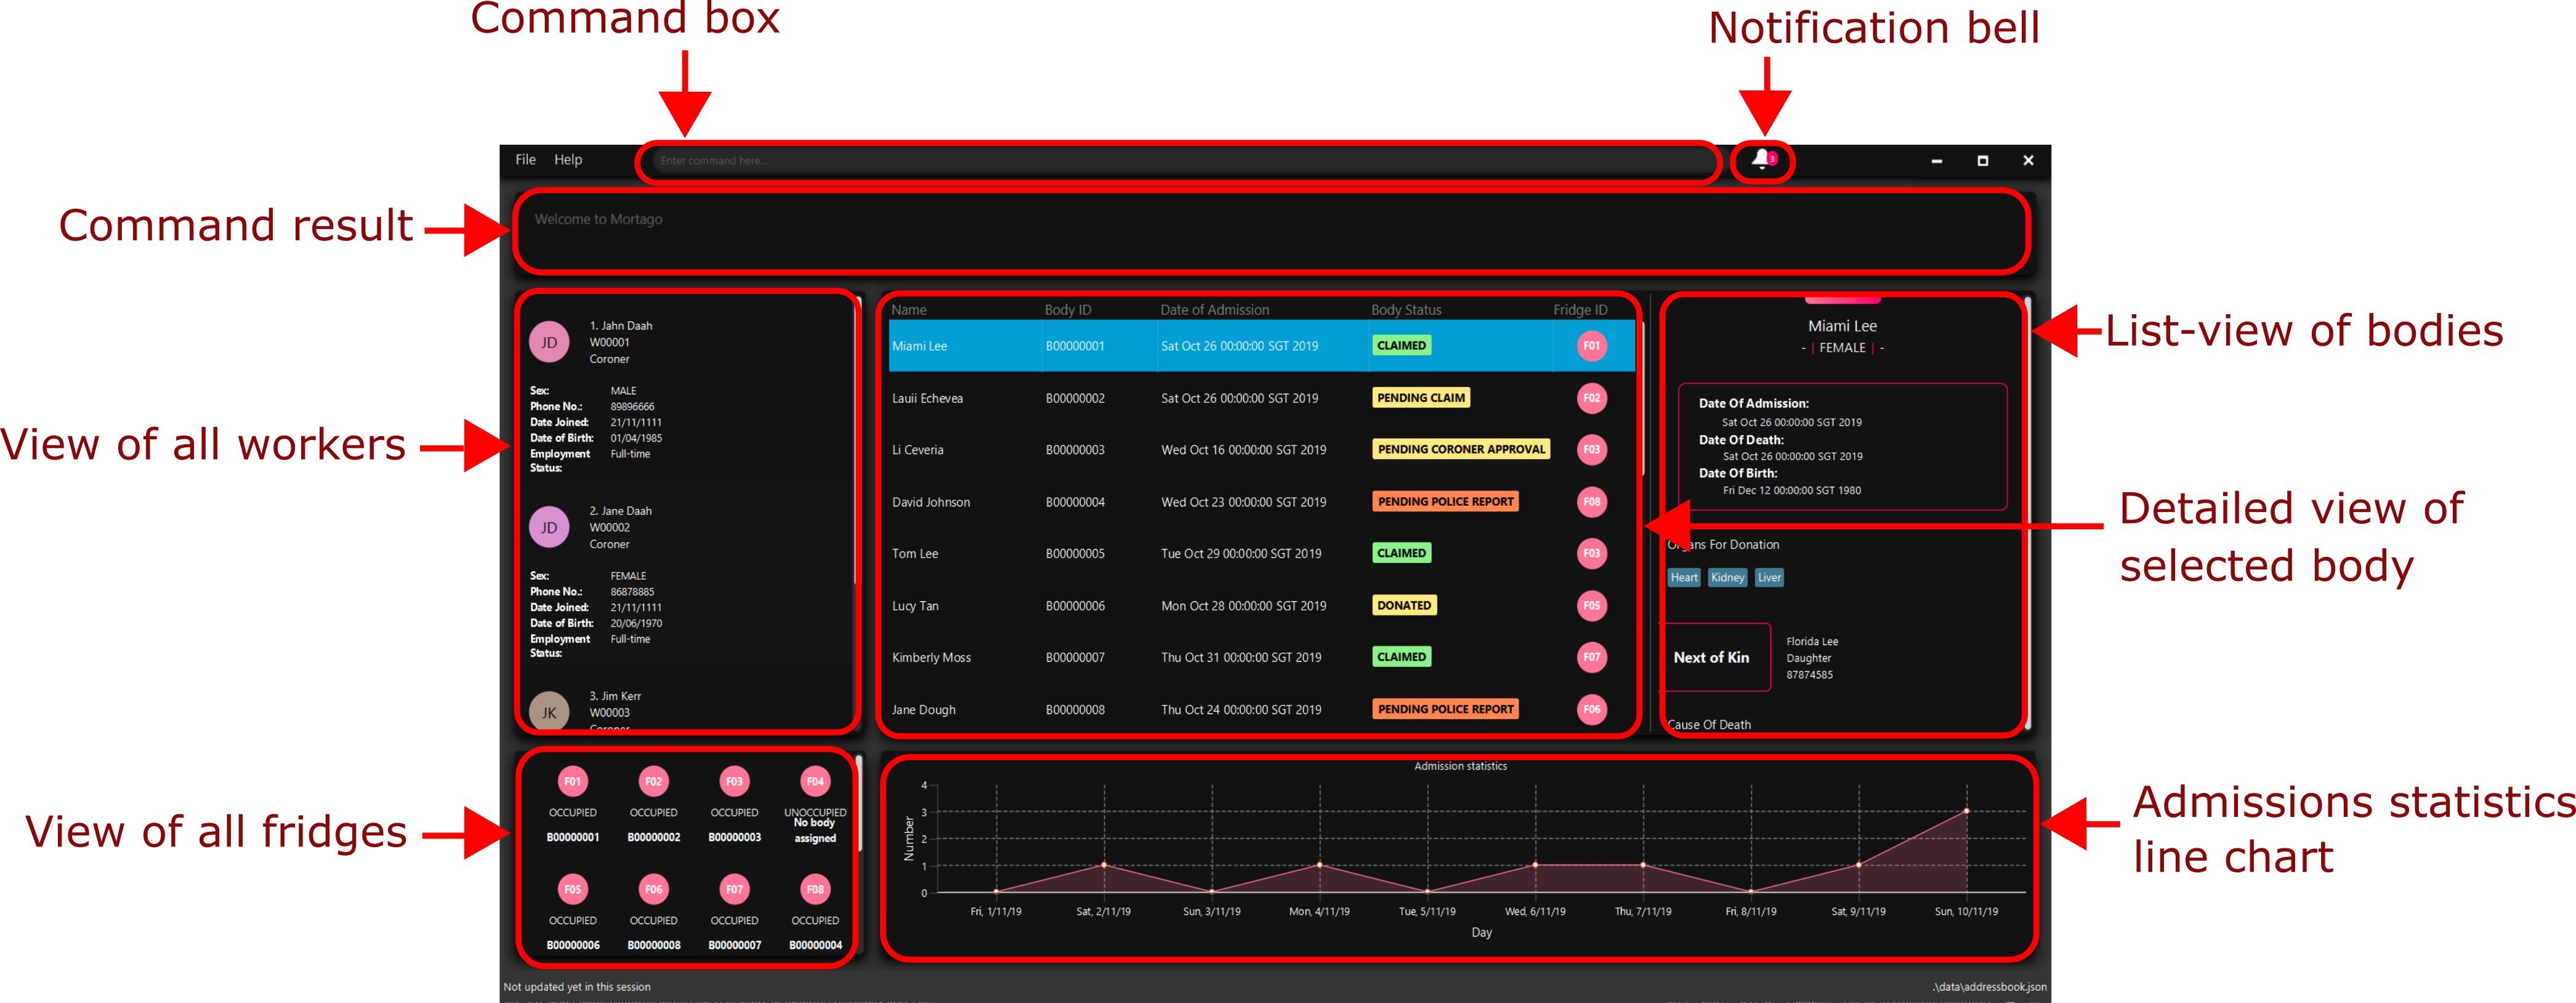 Command box
Notification bell
File Help
Enter command here...
3
Command result
Welcome to Mortago
View of all workers
JD
1. Jahn Daah
W00001
Coroner
Sex: MALE
Phone No.: 89896666
Date Joined: 21/11/1111
Date of Birth: 01/04/1985
Employment Full-time
Status:
JD
2. Jane Daah
W00002
Coroner
Sex: FEMALE
Phone No.: 86878885
Date Joined: 21/11/1111
Date of Birth: 20/06/1970
Employment Full-time
Status:
JK
3. Jim Kerr
W00003
Coroner
Name Body ID Date of Admission Body Status Fridge ID
Miami Lee B00000001 Sat Oct 26 00:00:00 SGT 2019 CLAIMED F01
Lauii Echevea B00000002 Sat Oct 26 00:00:00 SGT 2019 PENDING CLAIM F02
Li Ceveria B00000003 Wed Oct 16 00:00:00 SGT 2019 PENDING CORONER APPROVAL F03
David Johnson B00000004 Wed Oct 23 00:00:00 SGT 2019 PENDING POLICE REPORT F08
Tom Lee B00000005 Tue Oct 29 00:00:00 SGT 2019 CLAIMED F03
Lucy Tan B00000006 Mon Oct 28 00:00:00 SGT 2019 DONATED F05
Kimberly Moss B00000007 Thu Oct 31 00:00:00 SGT 2019 CLAIMED F07
Jane Dough B00000008 Thu Oct 24 00:00:00 SGT 2019 PENDING POLICE REPORT F06
Miami Lee
- | FEMALE | -
Date Of Admission:
Sat Oct 26 00:00:00 SGT 2019
Date Of Death:
Sat Oct 26 00:00:00 SGT 2019
Date Of Birth:
Fri Dec 12 00:00:00 SGT 1980
Organs For Donation
Heart Kidney Liver
Next of Kin
Florida Lee
Daughter
87874585
Cause Of Death
List-view of bodies
Detailed view of
selected body
View of all fridges
F01 F02 F03 F04
OCCUPIED OCCUPIED OCCUPIED UNOCCUPIED
B00000001 B00000002 B00000003 No body
assigned
F05 F06 F07 F08
OCCUPIED OCCUPIED OCCUPIED OCCUPIED
B00000006 B00000008 B00000007 B00000004
Admission statistics
Number
4
3
2
1
0
Fri, 1/11/19 Sat, 2/11/19 Sun, 3/11/19 Mon, 4/11/19 Tue, 5/11/19 Wed, 6/11/19 Thu, 7/11/19 Fri, 8/11/19 Sat, 9/11/19 Sun, 10/11/19
Day
Admissions statistics
line chart
Not updated yet in this session
.\data\addressbook.json